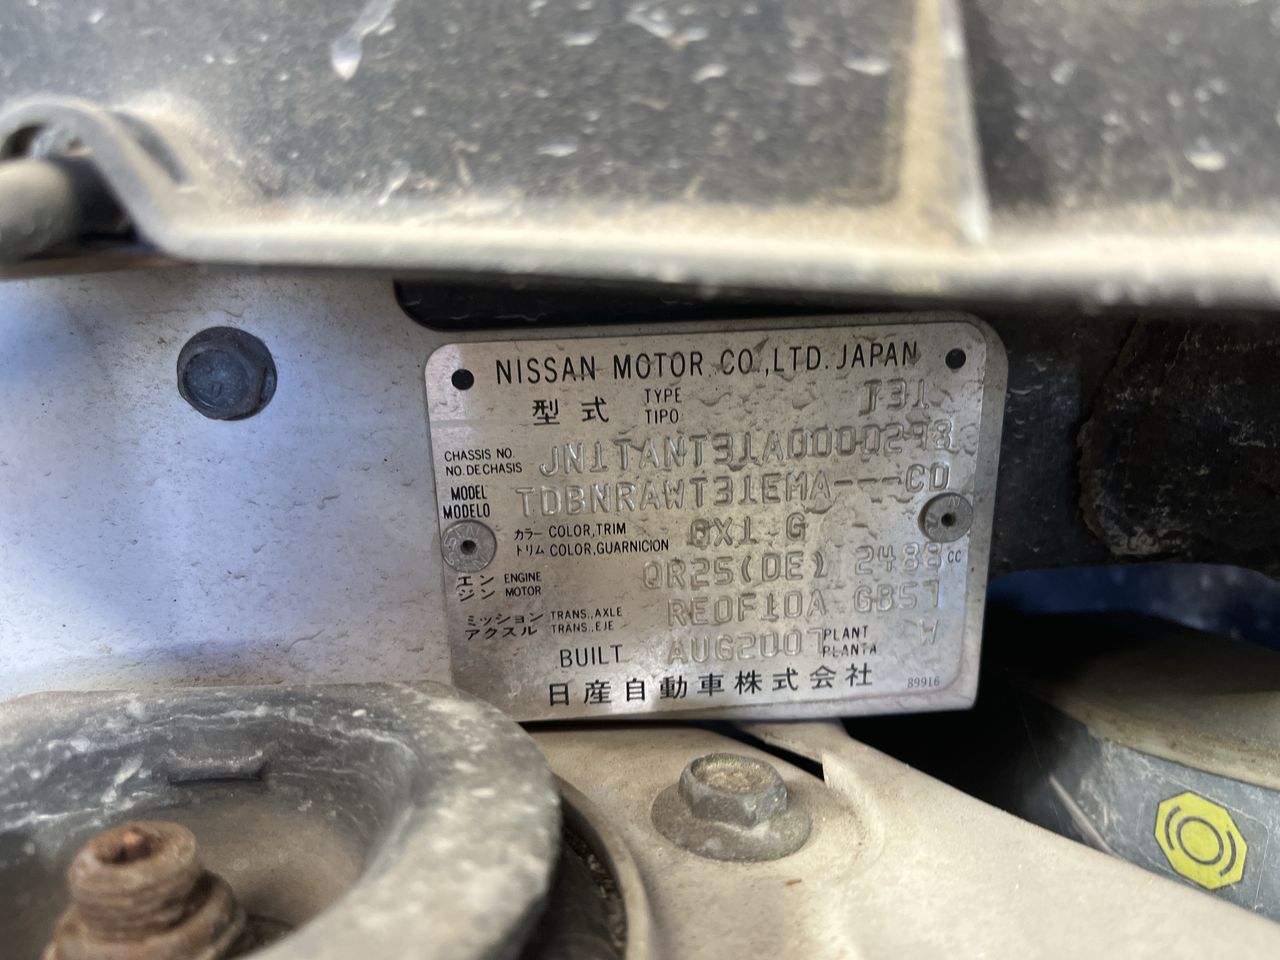 NISSAN MOTOR CO.,LTD. JAPAN
型式 TYPE TIPO T31
CHASSIS NO. NO. DE CHASIS JN1TANT31A0000298
MODEL MODELO TDBNRAWT31EMA---CD
カラー COLOR,TRIM トリム COLOR,GUARNICION QX1 G
エンジン ENGINE MOTOR QR25(DE) 2488 cc
ミッション TRANS.,AXLE アクスル TRANS.,EJE RE0F10A GB57
BUILT AUG2007 PLANT PLANTA W
日産自動車株式会社 89916